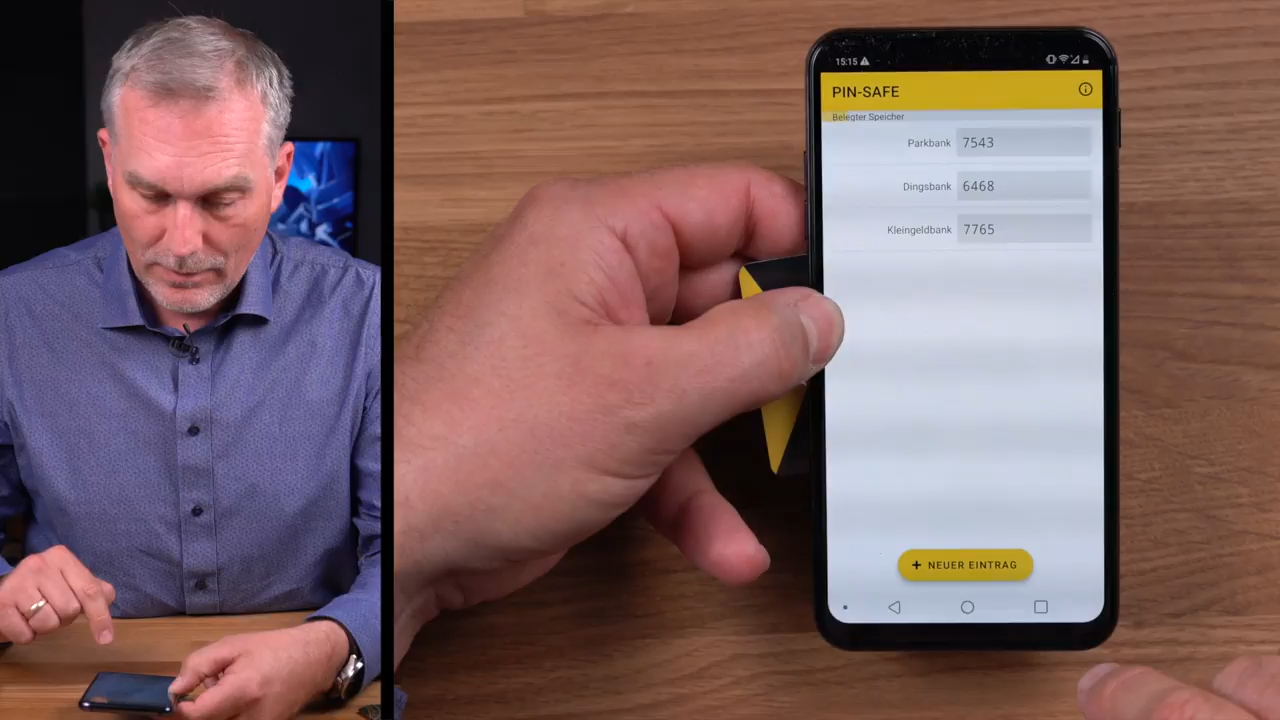 15:15
PIN-SAFE
Belegter Speicher
Parkbank 7543
Dingsbank 6468
Kleingeldbank 7765
+ NEUER EINTRAG